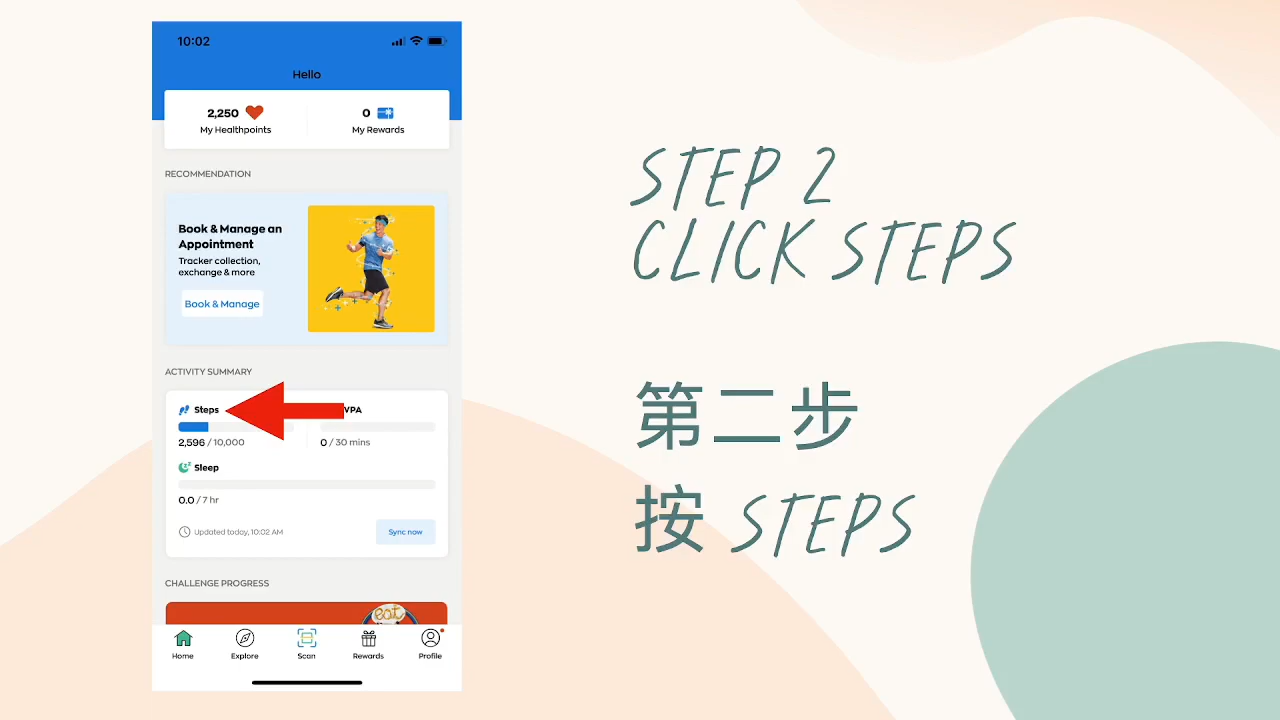 10:02
Hello
2,250
My Healthpoints
0
My Rewards
RECOMMENDATION
Book & Manage an
Appointment
Tracker collection,
exchange & more
Book & Manage
ACTIVITY SUMMARY
Steps
2,596 / 10,000
VPA
0 / 30 mins
Sleep
0.0 / 7 hr
Updated today, 10:02 AM
Sync now
CHALLENGE PROGRESS
eat
Home
Explore
Scan
Rewards
Profile
STEP 2
CLICK STEPS
第二步
按 STEPS